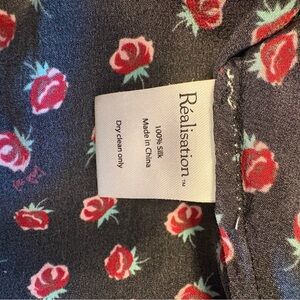 Réalisation™
100% Silk
Made in China
Dry clean only